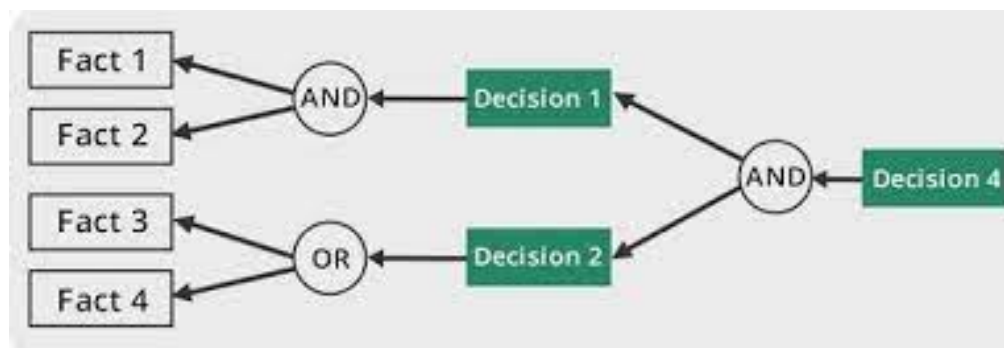 Fact 1
Fact 2
AND
Decision 1
Fact 3
Fact 4
OR
Decision 2
AND
Decision 4